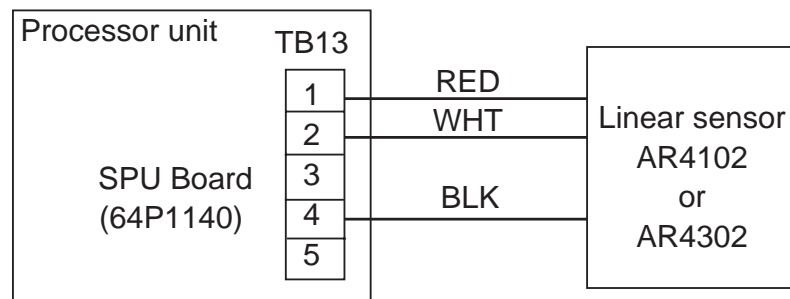 Processor unit
TB13
1
2
3
4
5
SPU Board
(64P1140)
RED
WHT
BLK
Linear sensor
AR4102
or
AR4302